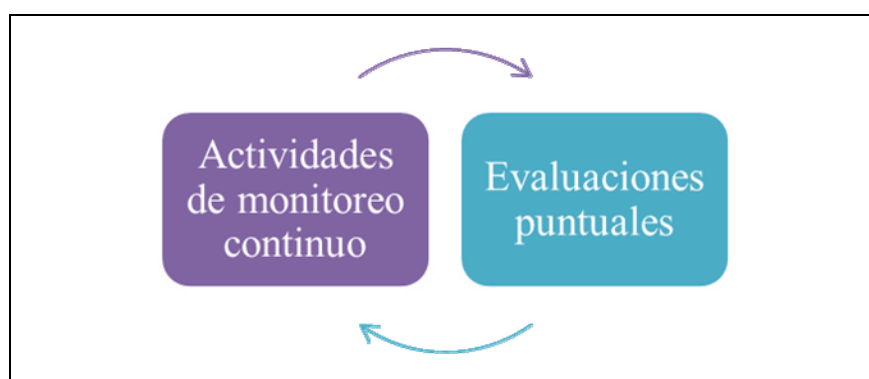 Actividades
de monitoreo
continuo
Evaluaciones
puntuales